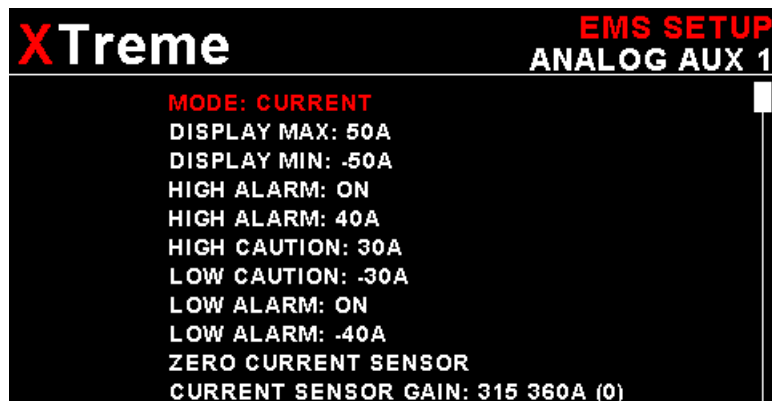 XTreme
EMS SETUP
ANALOG AUX 1
MODE: CURRENT
DISPLAY MAX: 50A
DISPLAY MIN: -50A
HIGH ALARM: ON
HIGH ALARM: 40A
HIGH CAUTION: 30A
LOW CAUTION: -30A
LOW ALARM: ON
LOW ALARM: -40A
ZERO CURRENT SENSOR
CURRENT SENSOR GAIN: 315 360A (0)